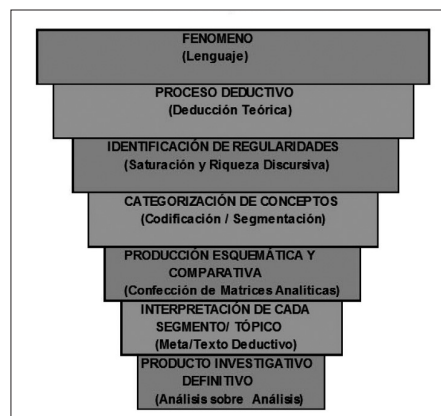 FENOMENO
(Lenguaje)
PROCESO DEDUCTIVO
(Deducción Teórica)
IDENTIFICACIÓN DE REGULARIDADES
(Saturación y Riqueza Discursiva)
CATEGORIZACIÓN DE CONCEPTOS
(Codificación / Segmentación)
PRODUCCIÓN ESQUEMÁTICA Y
COMPARATIVA
(Confección de Matrices Analíticas)
INTERPRETACIÓN DE CADA
SEGMENTO/ TÓPICO
(Meta/Texto Deductivo)
PRODUCTO INVESTIGATIVO
DEFINITIVO
(Análisis sobre Análisis)